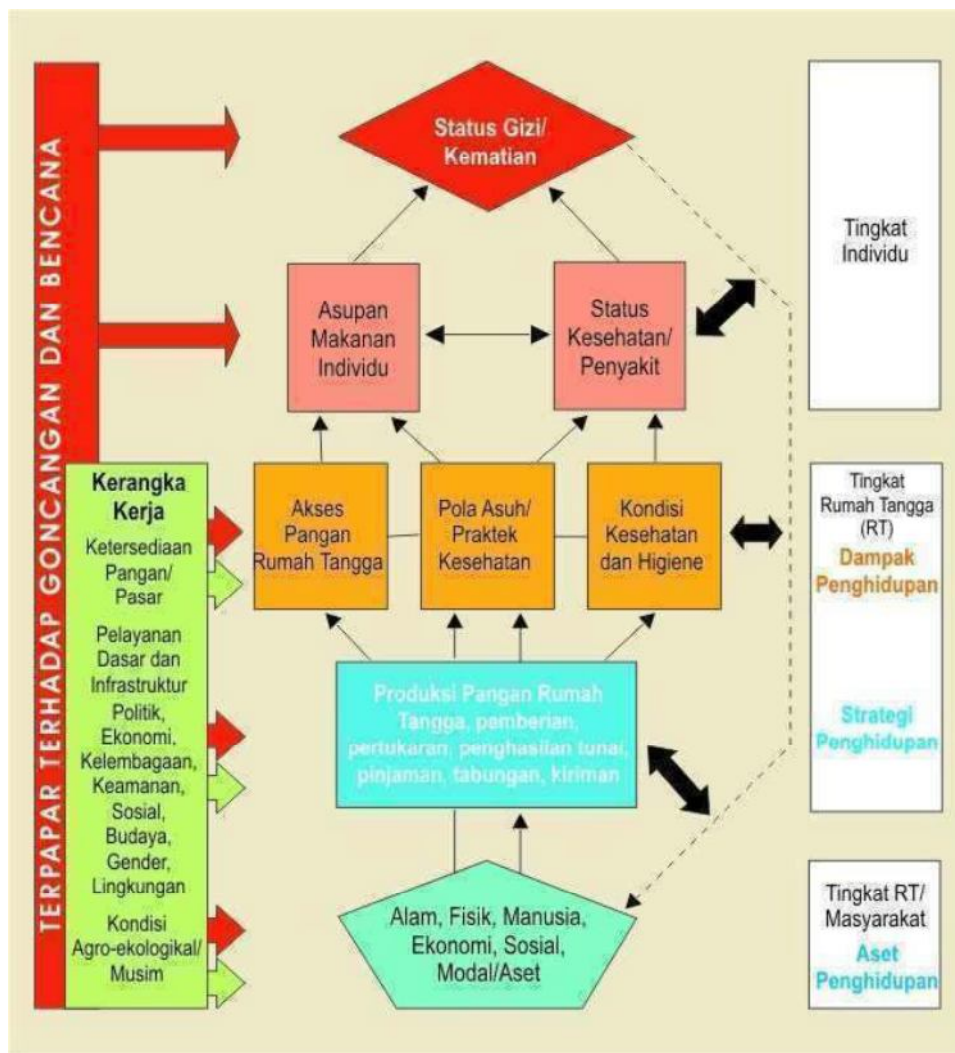 TERPAPAR TERHADAP GONCANGAN DAN BENCANA
Status Gizi/
Kematian
Tingkat
Individu
Asupan
Makanan
Individu
Status
Kesehatan/
Penyakit
Kerangka
Kerja
Ketersediaan
Pangan/
Pasar
Pelayanan
Dasar dan
Infrastruktur
Politik,
Ekonomi,
Kelembagaan,
Keamanan,
Sosial,
Budaya,
Gender,
Lingkungan
Kondisi
Agro-ekologikal/
Musim
Akses
Pangan
Rumah Tangga
Pola Asuh/
Praktek
Kesehatan
Kondisi
Kesehatan
dan Higiene
Tingkat
Rumah Tangga
(RT)
Dampak
Penghidupan
Produksi Pangan Rumah
Tangga, pemberian,
pertukaran, penghasilan tunai,
pinjaman, tabungan, kiriman
Strategi
Penghidupan
Alam, Fisik, Manusia,
Ekonomi, Sosial,
Modal/Aset
Tingkat RT/
Masyarakat
Aset
Penghidupan